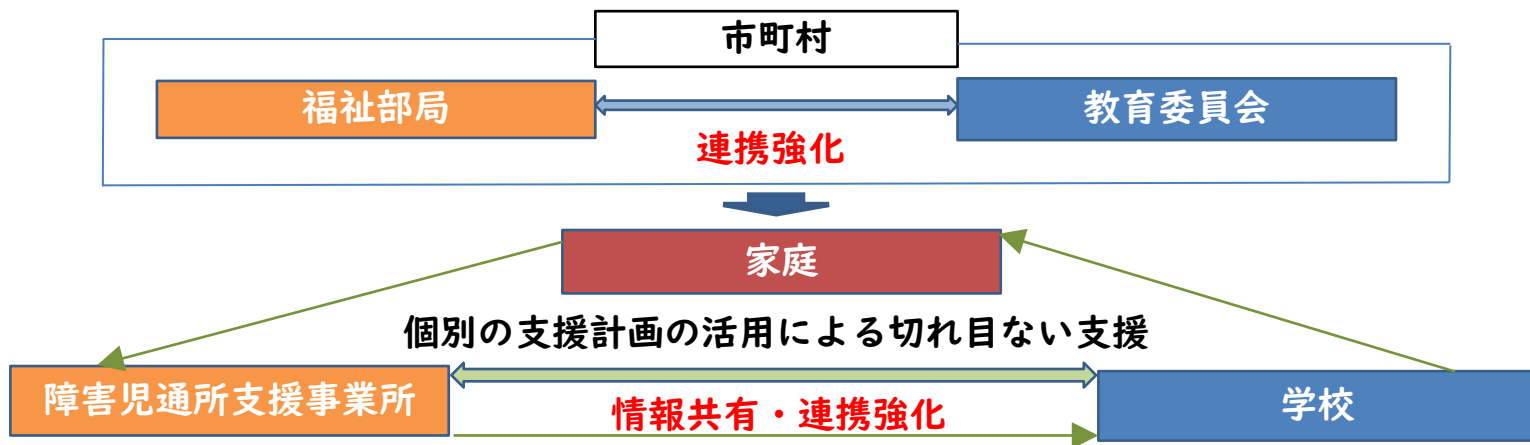 市町村
福祉部局
教育委員会
連携強化
家庭
個別の支援計画の活用による切れ目ない支援
障害児通所支援事業所
学校
情報共有・連携強化